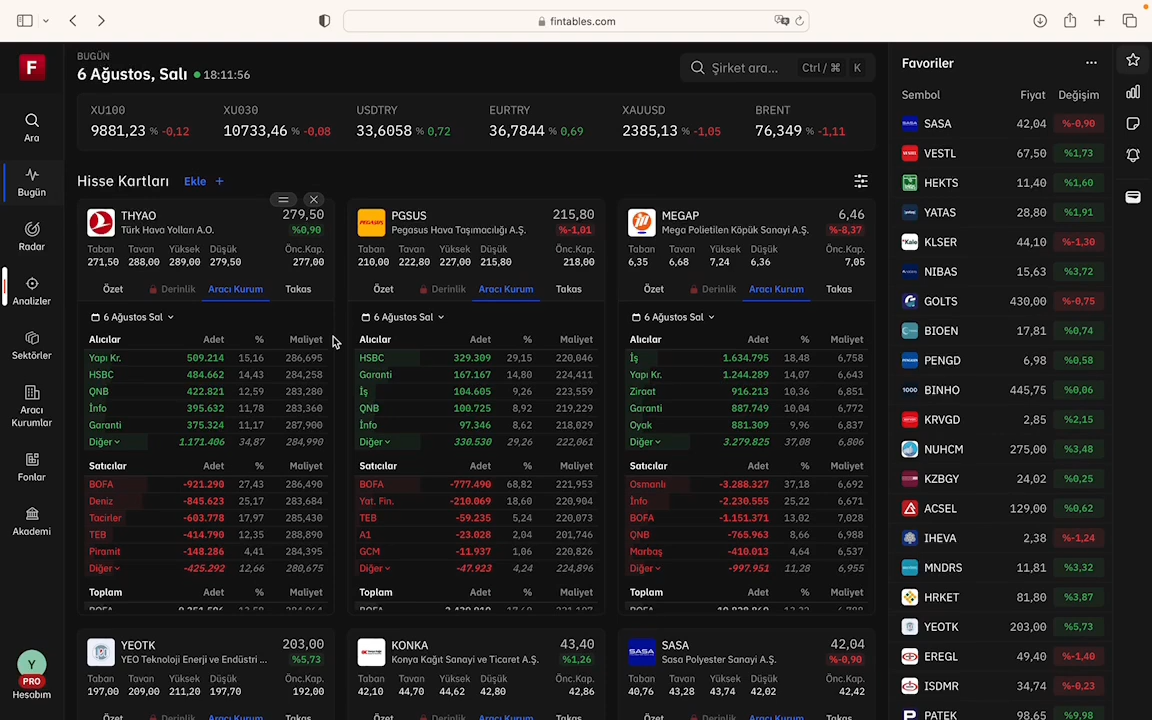 fintables.com
BUGÜN
6 Ağustos, Salı 18:11:56
Şirket ara... Ctrl / ⌘ K
XU100 XU030 USDTRY EURTRY XAUUSD BRENT
9881,23 % -0,12 10733,46 % -0,08 33,6058 % 0,72 36,7844 % 0,69 2385,13 % -1,05 76,349 % -1,11
Hisse Kartları Ekle +
F
Ara
Bugün
Radar
Analizler
Sektörler
Aracı
Kurumlar
Fonlar
Akademi
Y
PRO
Hesabım
THYAO 279,50
Türk Hava Yolları A.O. %0,90
Taban Tavan Yüksek Düşük Önc.Kap.
271,50 288,00 289,00 279,50 277,00
Özet Derinlik Aracı Kurum Takas
6 Ağustos Sal
Alıcılar Adet % Maliyet
Yapı Kr. 509.214 15,16 286,695
HSBC 484.662 14,43 284,258
QNB 422.821 12,59 283,280
İnfo 395.632 11,78 283,360
Garanti 375.324 11,17 287,900
Diğer 1.171.406 34,87 284,990
Satıcılar Adet % Maliyet
BOFA -921.290 27,43 286,490
Deniz -845.623 25,17 283,684
Tacirler -603.778 17,97 285,430
TEB -414.790 12,35 288,890
Piramit -148.286 4,41 284,395
Diğer -425.292 12,66 280,675
Toplam Adet % Maliyet
PGSUS 215,80
Pegasus Hava Taşımacılığı A.Ş. %-1,01
Taban Tavan Yüksek Düşük Önc.Kap.
210,00 222,80 227,00 215,80 218,00
Özet Derinlik Aracı Kurum Takas
6 Ağustos Sal
Alıcılar Adet % Maliyet
HSBC 329.309 29,15 220,046
Garanti 167.167 14,80 224,411
İş 104.605 9,26 223,559
QNB 100.725 8,92 219,229
İnfo 97.346 8,62 218,029
Diğer 330.530 29,26 222,061
Satıcılar Adet % Maliyet
BOFA -777.490 68,82 221,953
Yat. Fin. -210.069 18,60 220,904
TEB -59.235 5,24 220,073
A1 -23.028 2,04 201,746
GCM -11.937 1,06 220,826
Diğer -47.923 4,24 224,896
Toplam Adet % Maliyet
MEGAP 6,46
Mega Polietilen Köpük Sanayi A.Ş. %-8,37
Taban Tavan Yüksek Düşük Önc.Kap.
6,35 6,68 7,24 6,36 7,05
Özet Derinlik Aracı Kurum Takas
6 Ağustos Sal
Alıcılar Adet % Maliyet
İş 1.634.795 18,48 6,758
Yapı Kr. 1.244.289 14,07 6,643
Ziraat 916.213 10,36 6,851
Garanti 887.749 10,04 6,772
Oyak 881.309 9,96 6,837
Diğer 3.279.825 37,08 6,806
Satıcılar Adet % Maliyet
Osmanlı -3.288.327 37,18 6,692
İnfo -2.230.555 25,22 6,671
BOFA -1.151.371 13,02 7,028
QNB -765.963 8,66 6,988
Marbaş -410.013 4,64 6,537
Diğer -997.951 11,28 6,955
Toplam Adet % Maliyet
YEOTK 203,00
YEO Teknoloji Enerji ve Endüstri ... %5,73
Taban Tavan Yüksek Düşük Önc.Kap.
197,00 209,00 211,20 197,70 192,00
Özet Derinlik Aracı Kurum Takas
KONKA 43,40
Konya Kağıt Sanayi ve Ticaret A.Ş. %1,26
Taban Tavan Yüksek Düşük Önc.Kap.
42,10 44,70 44,62 42,80 42,86
Özet Derinlik Aracı Kurum Takas
SASA 42,04
Sasa Polyester Sanayi A.Ş. %-0,90
Taban Tavan Yüksek Düşük Önc.Kap.
40,76 43,28 43,74 42,02 42,42
Özet Derinlik Aracı Kurum Takas
Favoriler
Sembol Fiyat Değişim
SASA 42,04 %-0,90
VESTL 67,50 %1,73
HEKTS 11,40 %1,60
YATAS 28,80 %1,91
KLSER 44,10 %-1,30
NIBAS 15,63 %3,72
GOLTS 430,00 %-0,75
BIOEN 17,81 %0,74
PENGD 6,98 %0,58
BINHO 445,75 %0,06
KRVGD 2,85 %2,15
NUHCM 275,00 %3,48
KZBGY 24,02 %0,25
ACSEL 129,00 %0,62
IHEVA 2,38 %-1,24
MNDRS 11,81 %3,32
HRKET 81,80 %3,87
YEOTK 203,00 %5,73
EREGL 49,40 %-1,40
ISDMR 34,74 %-0,23
PATEK 98,65 %9,98